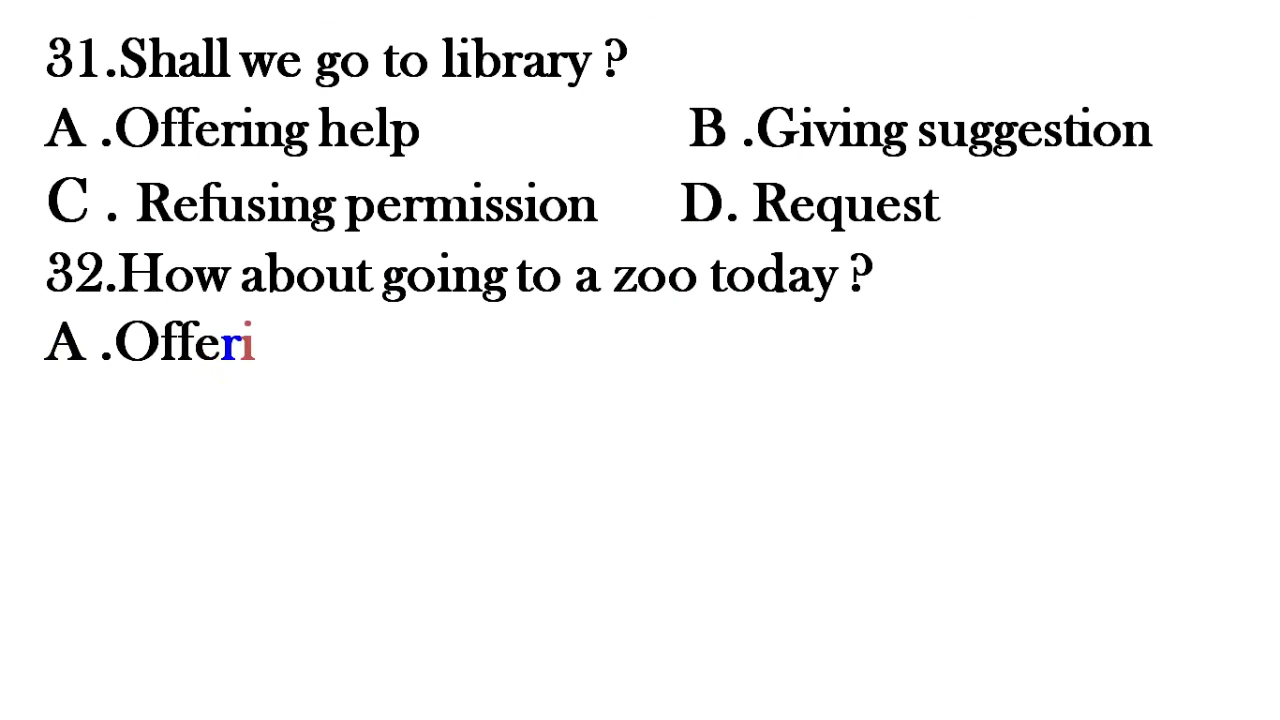 31.Shall we go to library ?
A .Offering help B .Giving suggestion
C . Refusing permission D. Request
32.How about going to a zoo today ?
A .Offeri